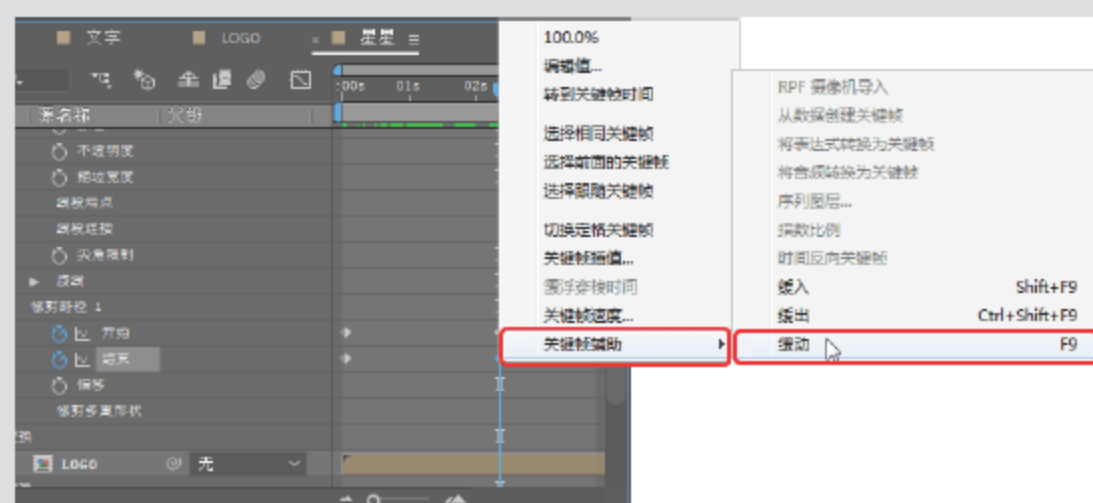 文字 LOGO 星星
:00s 01s 02s
源名称 父级
不透明度
描边宽度
线段端点
线段连接
尖角限制
虚线
修剪路径 1
开始
结束
偏移
修剪多重形状
变换
LOGO 无
100.0%
编辑值...
转到关键帧时间
选择相同关键帧
选择前面的关键帧
选择跟随关键帧
切换定格关键帧
关键帧插值...
漂浮穿梭时间
关键帧速度...
关键帧辅助
RPF 摄像机导入
从数据创建关键帧
将表达式转换为关键帧
将音频转换为关键帧
序列图层...
指数比例
时间反向关键帧
缓入 Shift+F9
缓出 Ctrl+Shift+F9
缓动 F9